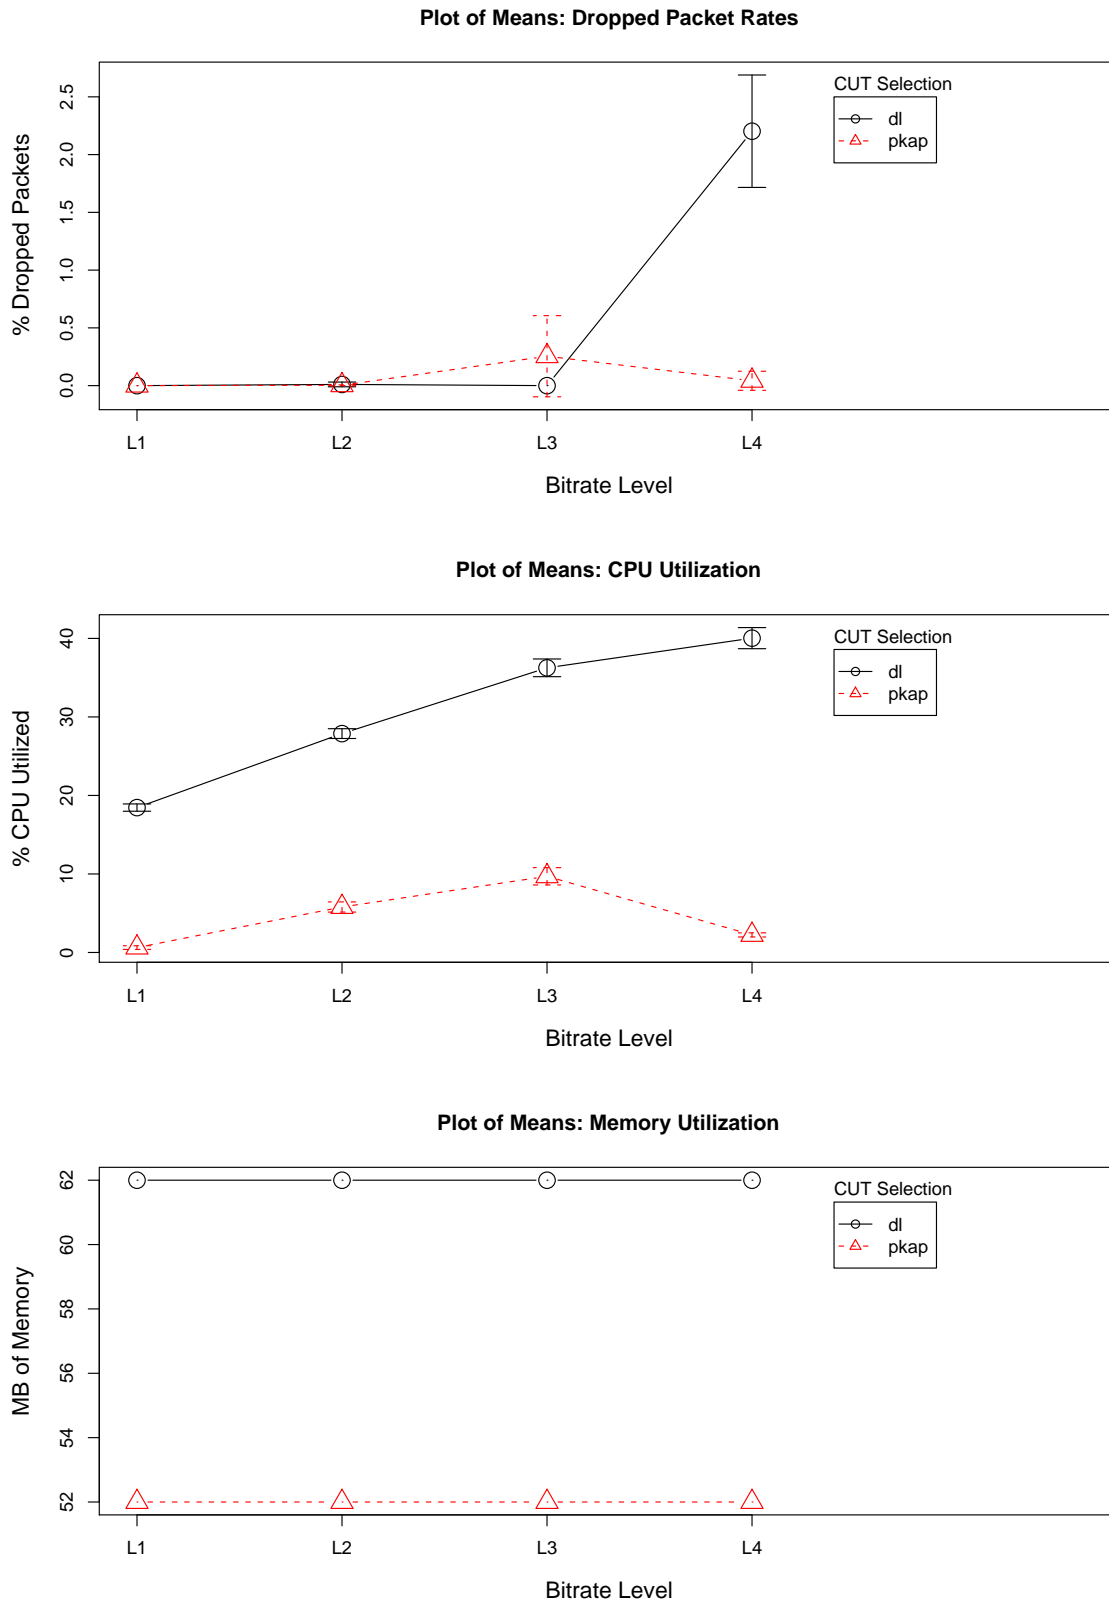 Plot of Means: Dropped Packet Rates
% Dropped Packets
2.5
2.0
1.5
1.0
0.5
0.0
CUT Selection
dl
pkap
L1 L2 L3 L4
Bitrate Level
Plot of Means: CPU Utilization
% CPU Utilized
40
30
20
10
0
CUT Selection
dl
pkap
L1 L2 L3 L4
Bitrate Level
Plot of Means: Memory Utilization
MB of Memory
62
60
58
56
54
52
CUT Selection
dl
pkap
L1 L2 L3 L4
Bitrate Level